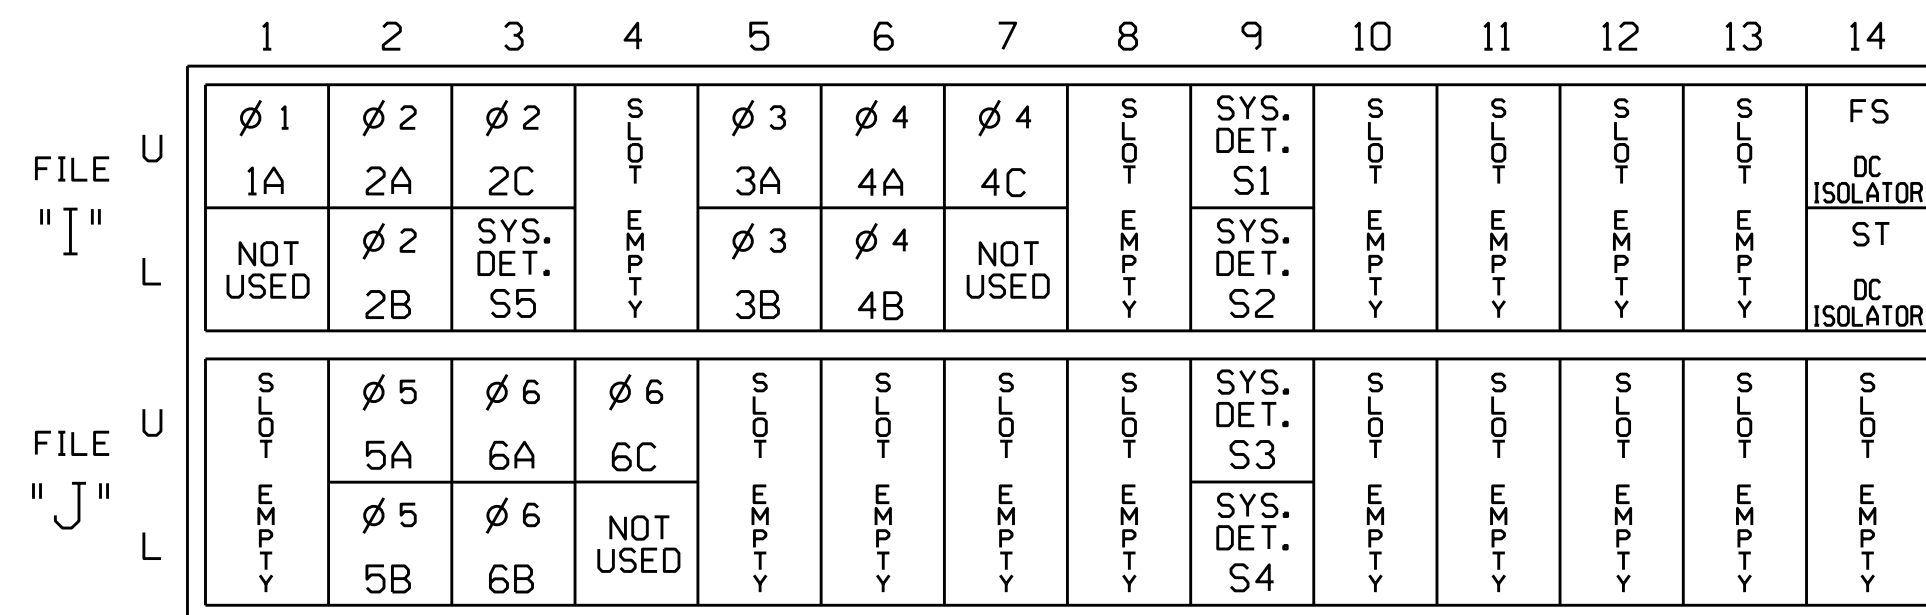 1 2 3 4 5 6 7 8 9 10 11 12 13 14
FILE "I"
U
Ø 1 1A
Ø 2 2A
Ø 2 2C
SLOT EMPTY
Ø 3 3A
Ø 4 4A
Ø 4 4C
SLOT EMPTY
SYS. DET. S1
SLOT EMPTY
SLOT EMPTY
SLOT EMPTY
SLOT EMPTY
FS DC ISOLATOR
L
NOT USED
Ø 2 2B
SYS. DET. S5
Ø 3 3B
Ø 4 4B
NOT USED
SYS. DET. S2
ST DC ISOLATOR
FILE "J"
U
SLOT EMPTY
Ø 5 5A
Ø 6 6A
Ø 6 6C
SLOT EMPTY
SLOT EMPTY
SLOT EMPTY
SLOT EMPTY
SYS. DET. S3
SLOT EMPTY
SLOT EMPTY
SLOT EMPTY
SLOT EMPTY
SLOT EMPTY
L
Ø 5 5B
Ø 6 6B
NOT USED
SYS. DET. S4